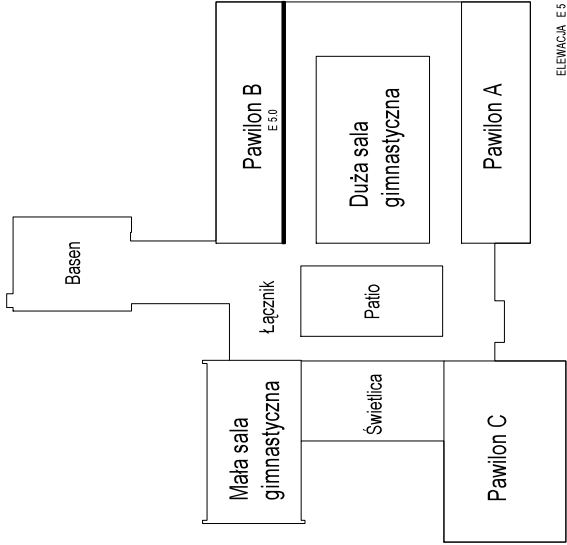 Pawilon B
E 5.0
Duża sala
gimnastyczna
Pawilon A
ELEWACJA E 5
Basen
Łącznik
Patio
Mała sala
gimnastyczna
Świetlica
Pawilon C